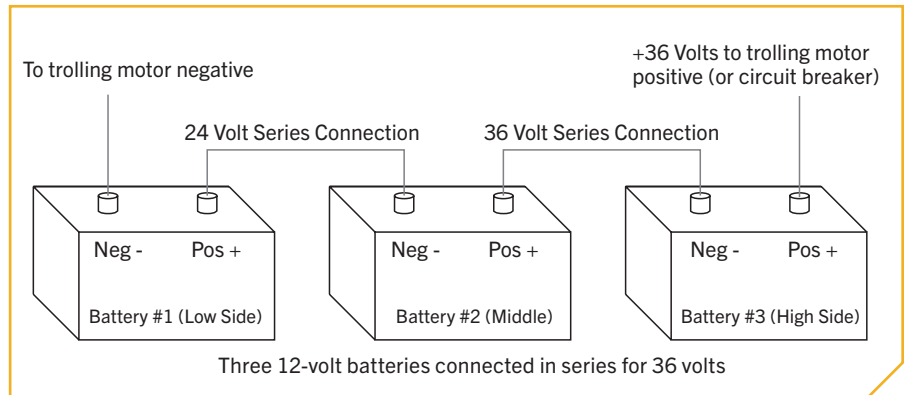 +36 Volts to trolling motor
positive (or circuit breaker)
To trolling motor negative
24 Volt Series Connection
36 Volt Series Connection
Neg -
Pos +
Neg -
Pos +
Neg -
Pos +
Battery #1 (Low Side)
Battery #2 (Middle)
Battery #3 (High Side)
Three 12-volt batteries connected in series for 36 volts